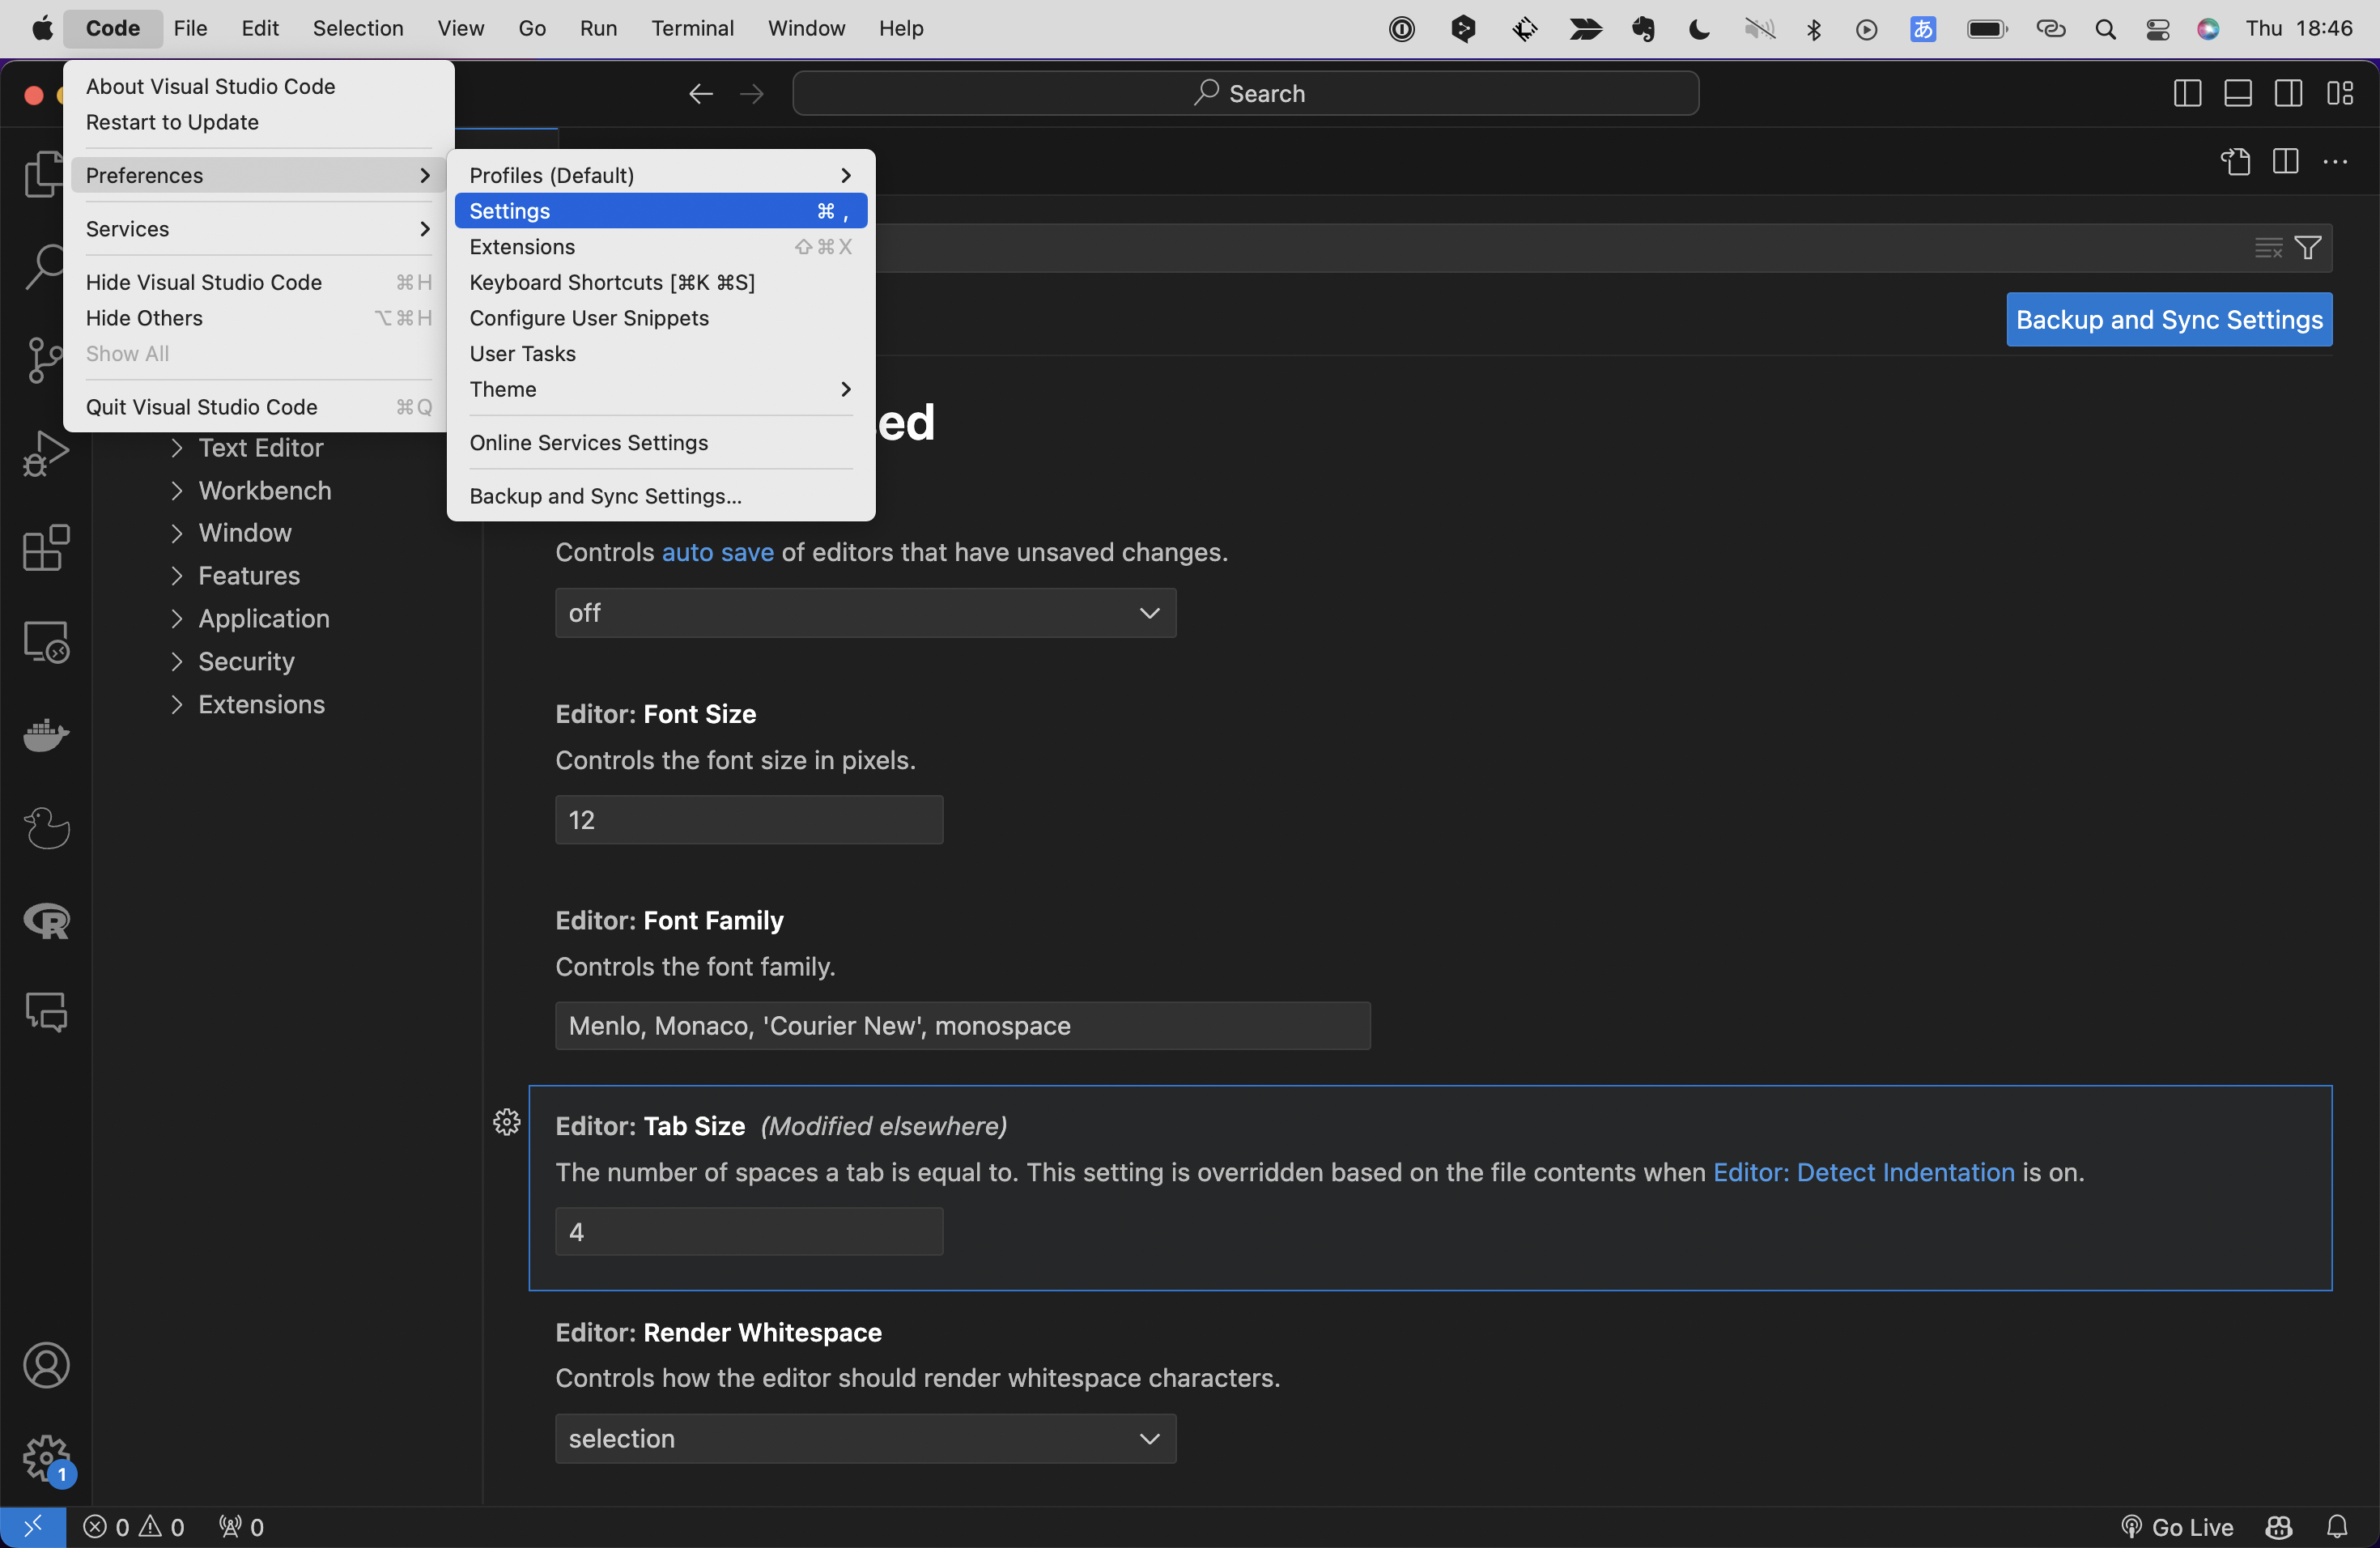 Code File Edit Selection View Go Run Terminal Window Help あ Thu 18:46
Search
About Visual Studio Code
Restart to Update
Preferences
Services
Hide Visual Studio Code ⌘H
Hide Others ⌥⌘H
Show All
Quit Visual Studio Code ⌘Q
Profiles (Default)
Settings ⌘ ,
Extensions ⇧⌘X
Keyboard Shortcuts [⌘K ⌘S]
Configure User Snippets
User Tasks
Theme
Online Services Settings
Backup and Sync Settings...
Backup and Sync Settings
ed
Text Editor
Workbench
Window
Features
Application
Security
Extensions
Controls auto save of editors that have unsaved changes.
off
Editor: Font Size
Controls the font size in pixels.
12
Editor: Font Family
Controls the font family.
Menlo, Monaco, 'Courier New', monospace
Editor: Tab Size (Modified elsewhere)
The number of spaces a tab is equal to. This setting is overridden based on the file contents when Editor: Detect Indentation is on.
4
Editor: Render Whitespace
Controls how the editor should render whitespace characters.
selection
R
1
0 0 0 Go Live